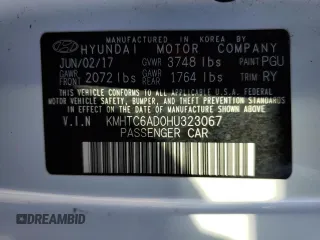 MANUFACTURED IN KOREA BY
HYUNDAI MOTOR COMPANY
JUN/02/17 GVWR 3748 lbs PAINT PGU
GAWR FRONT 2072 lbs GAWR REAR 1764 lbs TRIM RY
THIS VEHICLE CONFORMS TO ALL APPLICABLE U.S.A. FEDERAL MOTOR VEHICLE SAFETY, BUMPER, AND THEFT PREVENTION STANDARDS IN EFFECT ON THE DATE OF MANUFACTURE SHOWN ABOVE.
V.I.N KMHTC6AD0HU323067
PASSENGER CAR
DREAMBID
DREAMBID